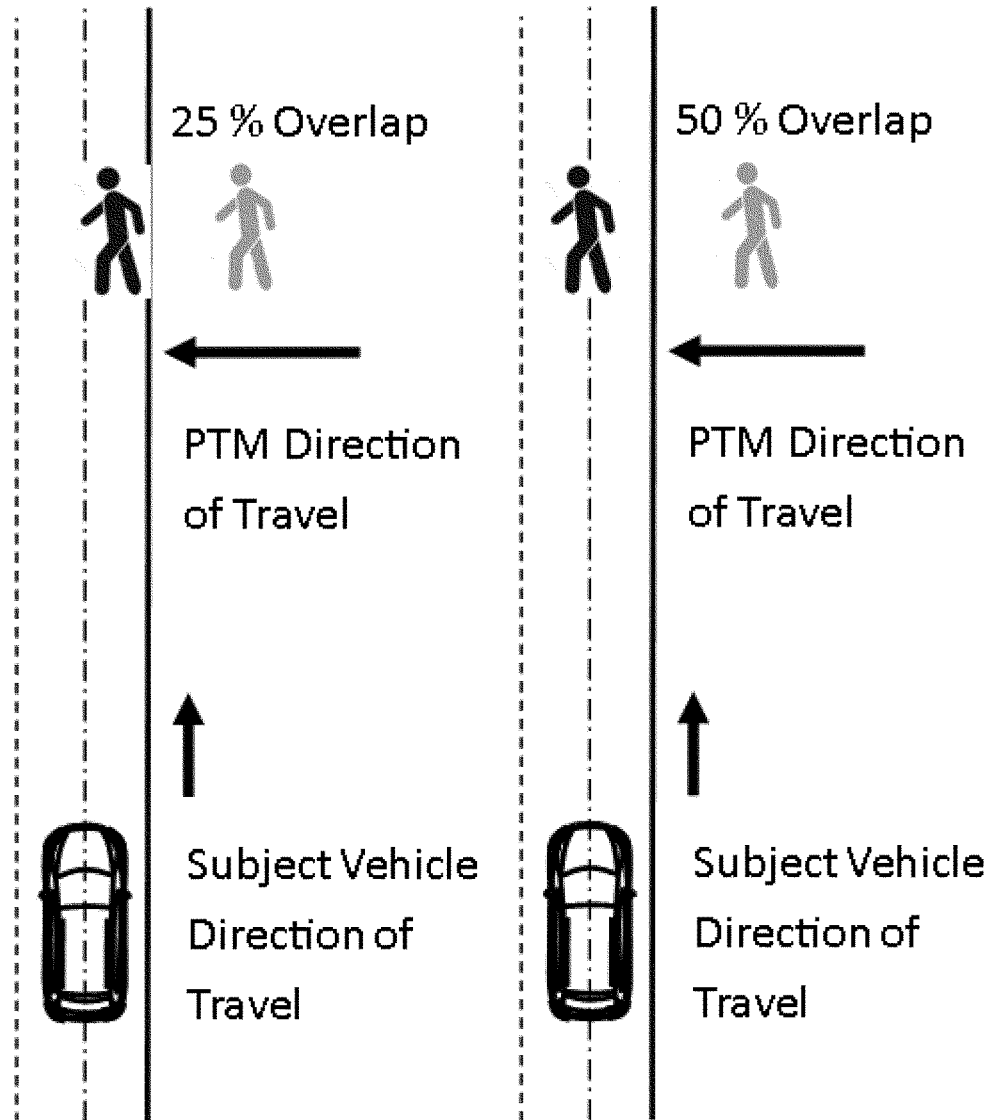 25 % Overlap
PTM Direction
of Travel
Subject Vehicle
Direction of
Travel
50 % Overlap
PTM Direction
of Travel
Subject Vehicle
Direction of
Travel